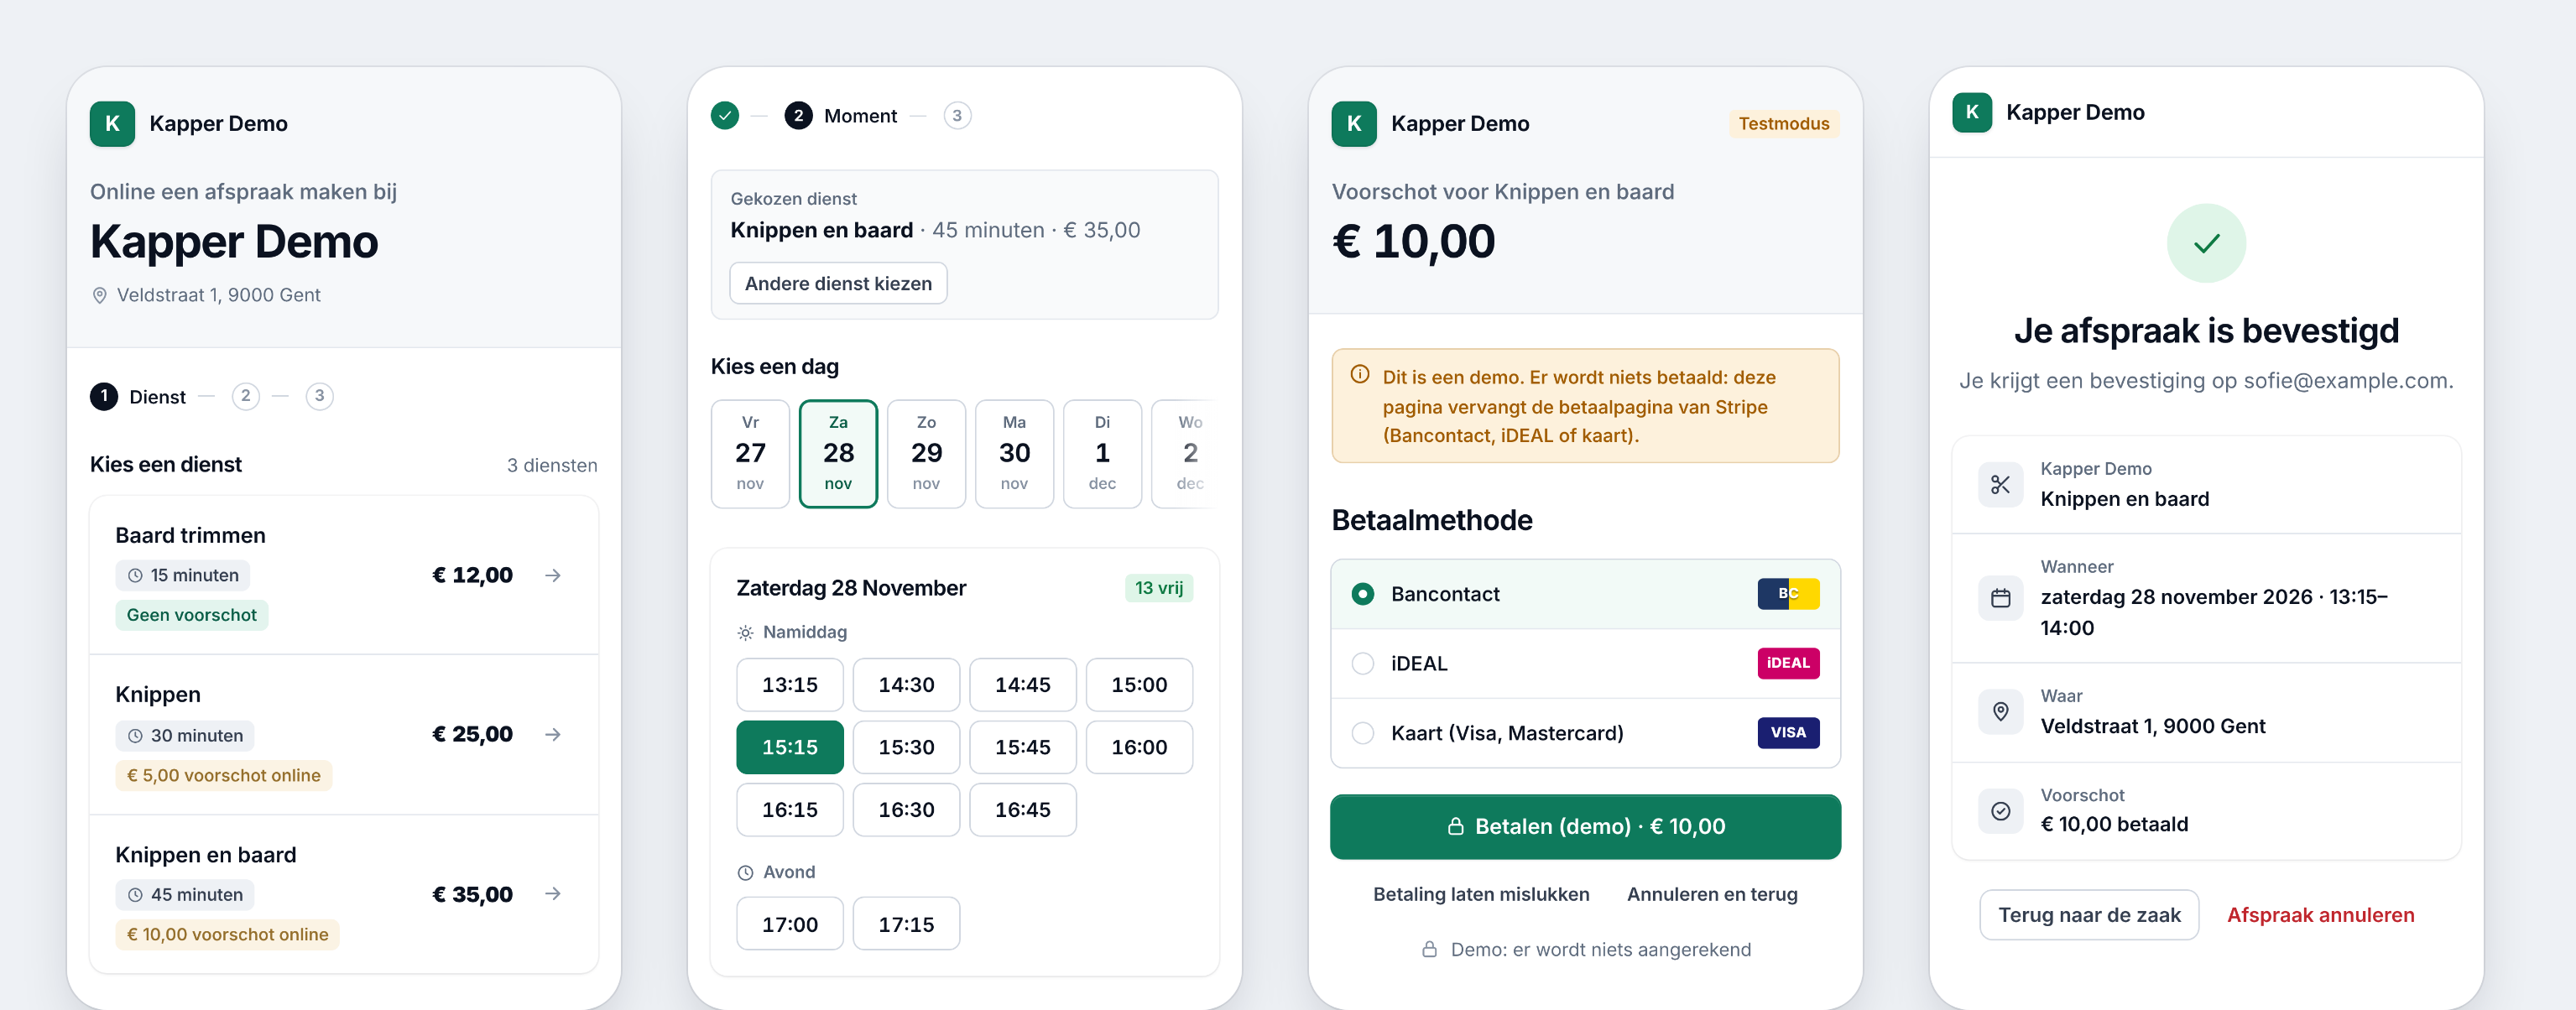 K Kapper Demo
Online een afspraak maken bij
Kapper Demo
Veldstraat 1, 9000 Gent
1 Dienst 2 3
Kies een dienst 3 diensten
Baard trimmen
15 minuten
€ 12,00
Geen voorschot
Knippen
30 minuten
€ 25,00
€ 5,00 voorschot online
Knippen en baard
45 minuten
€ 35,00
€ 10,00 voorschot online
2 Moment 3
Gekozen dienst
Knippen en baard · 45 minuten · € 35,00
Andere dienst kiezen
Kies een dag
Vr Za Zo Ma Di Wo
27 28 29 30 1 2
nov nov nov nov dec dec
Zaterdag 28 November 13 vrij
Namiddag
13:15 14:30 14:45 15:00
15:15 15:30 15:45 16:00
16:15 16:30 16:45
Avond
17:00 17:15
K Kapper Demo Testmodus
Voorschot voor Knippen en baard
€ 10,00
Dit is een demo. Er wordt niets betaald: deze
pagina vervangt de betaalpagina van Stripe
(Bancontact, iDEAL of kaart).
Betaalmethode
Bancontact BC
iDEAL iDEAL
Kaart (Visa, Mastercard) VISA
Betalen (demo) · € 10,00
Betaling laten mislukken Annuleren en terug
Demo: er wordt niets aangerekend
K Kapper Demo
Je afspraak is bevestigd
Je krijgt een bevestiging op sofie@example.com.
Kapper Demo
Knippen en baard
Wanneer
zaterdag 28 november 2026 · 13:15–
14:00
Waar
Veldstraat 1, 9000 Gent
Voorschot
€ 10,00 betaald
Terug naar de zaak Afspraak annuleren